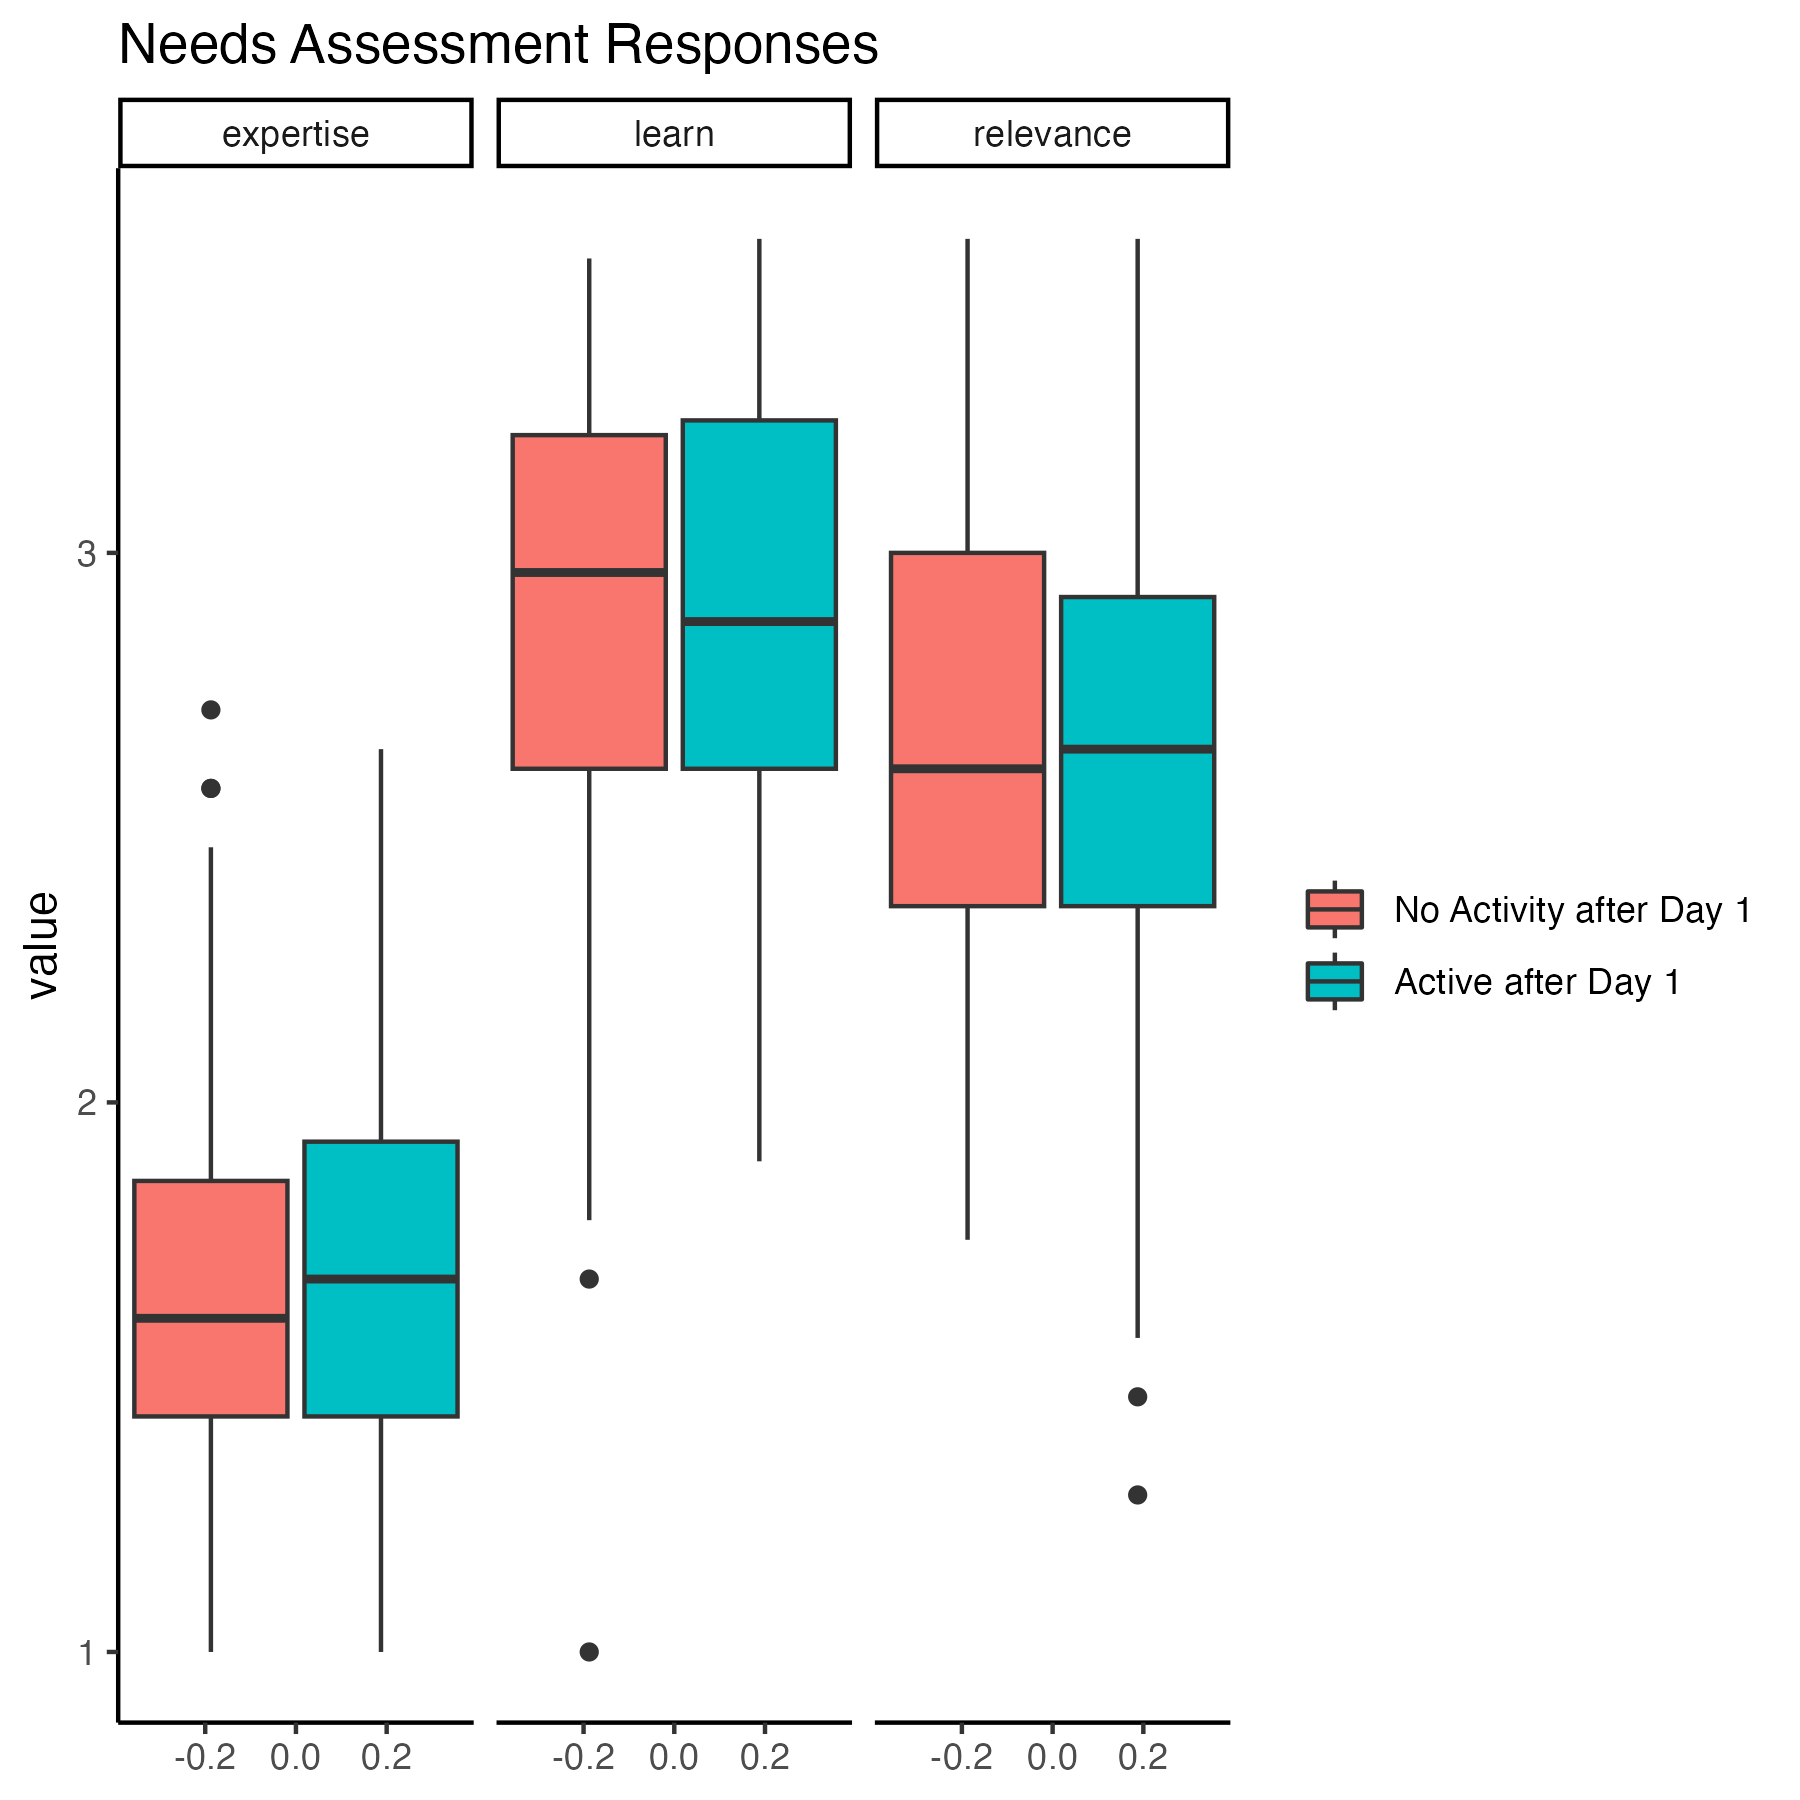 Needs Assessment Responses
expertise learn relevance
value
3
2
1
-0.2 0.0 0.2 -0.2 0.0 0.2 -0.2 0.0 0.2
No Activity after Day 1
Active after Day 1